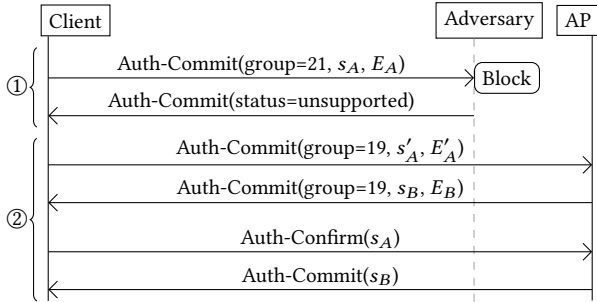 Client Adversary AP
① Auth-Commit(group=21, s_A, E_A)
Block
Auth-Commit(status=unsupported)
② Auth-Commit(group=19, s′_A, E′_A)
Auth-Commit(group=19, s_B, E_B)
Auth-Confirm(s_A)
Auth-Commit(s_B)